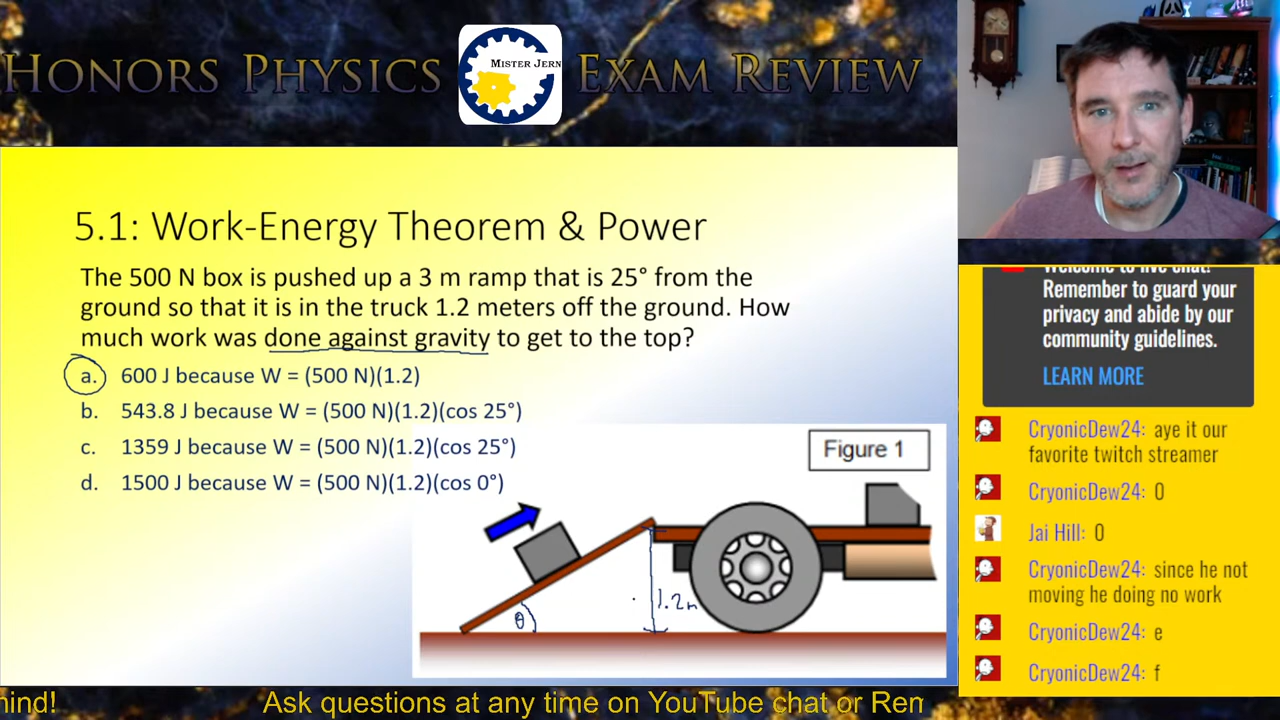 HONORS PHYSICS
MISTER JERN
EXAM REVIEW
5.1: Work-Energy Theorem & Power
The 500 N box is pushed up a 3 m ramp that is 25° from the
ground so that it is in the truck 1.2 meters off the ground. How
much work was done against gravity to get to the top?
a. 600 J because W = (500 N)(1.2)
b. 543.8 J because W = (500 N)(1.2)(cos 25°)
c. 1359 J because W = (500 N)(1.2)(cos 25°)
d. 1500 J because W = (500 N)(1.2)(cos 0°)
Figure 1
θ
1.2m
Welcome to live chat!
Remember to guard your
privacy and abide by our
community guidelines.
LEARN MORE
CryonicDew24: aye it our
favorite twitch streamer
CryonicDew24: 0
Jai Hill: 0
CryonicDew24: since he not
moving he doing no work
CryonicDew24: e
CryonicDew24: f
mind! Ask questions at any time on YouTube chat or Rem